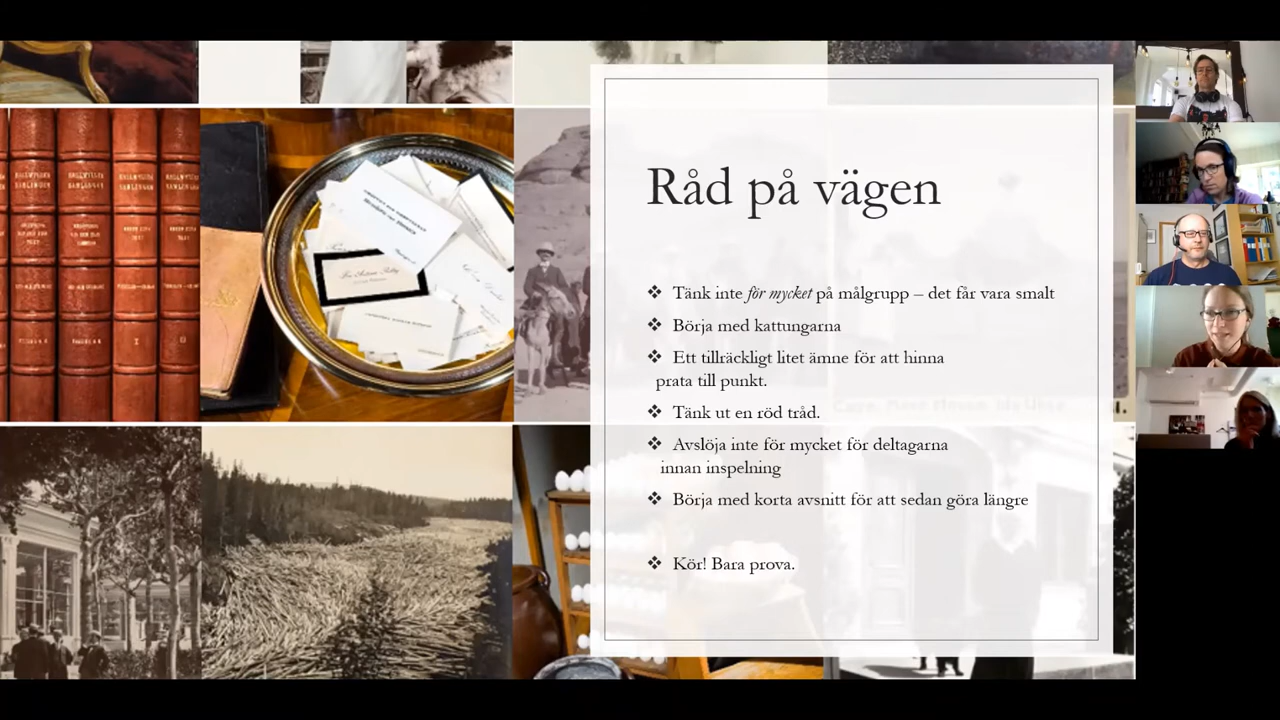 Råd på vägen
❖ Tänk inte för mycket på målgrupp – det får vara smalt
❖ Börja med kattungarna
❖ Ett tillräckligt litet ämne för att hinna
prata till punkt.
❖ Tänk ut en röd tråd.
❖ Avslöja inte för mycket för deltagarna
innan inspelning
❖ Börja med korta avsnitt för att sedan göra längre
❖ Kör! Bara prova.